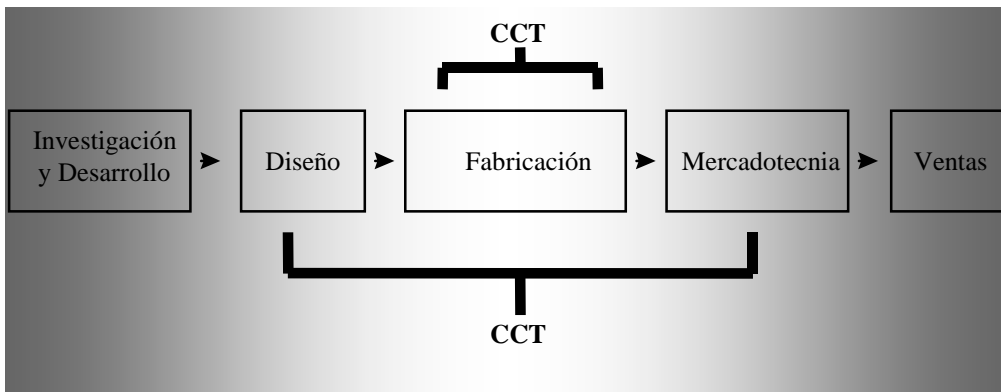 CCT
Investigación
y Desarrollo
Diseño
Fabricación
Mercadotecnia
Ventas
CCT